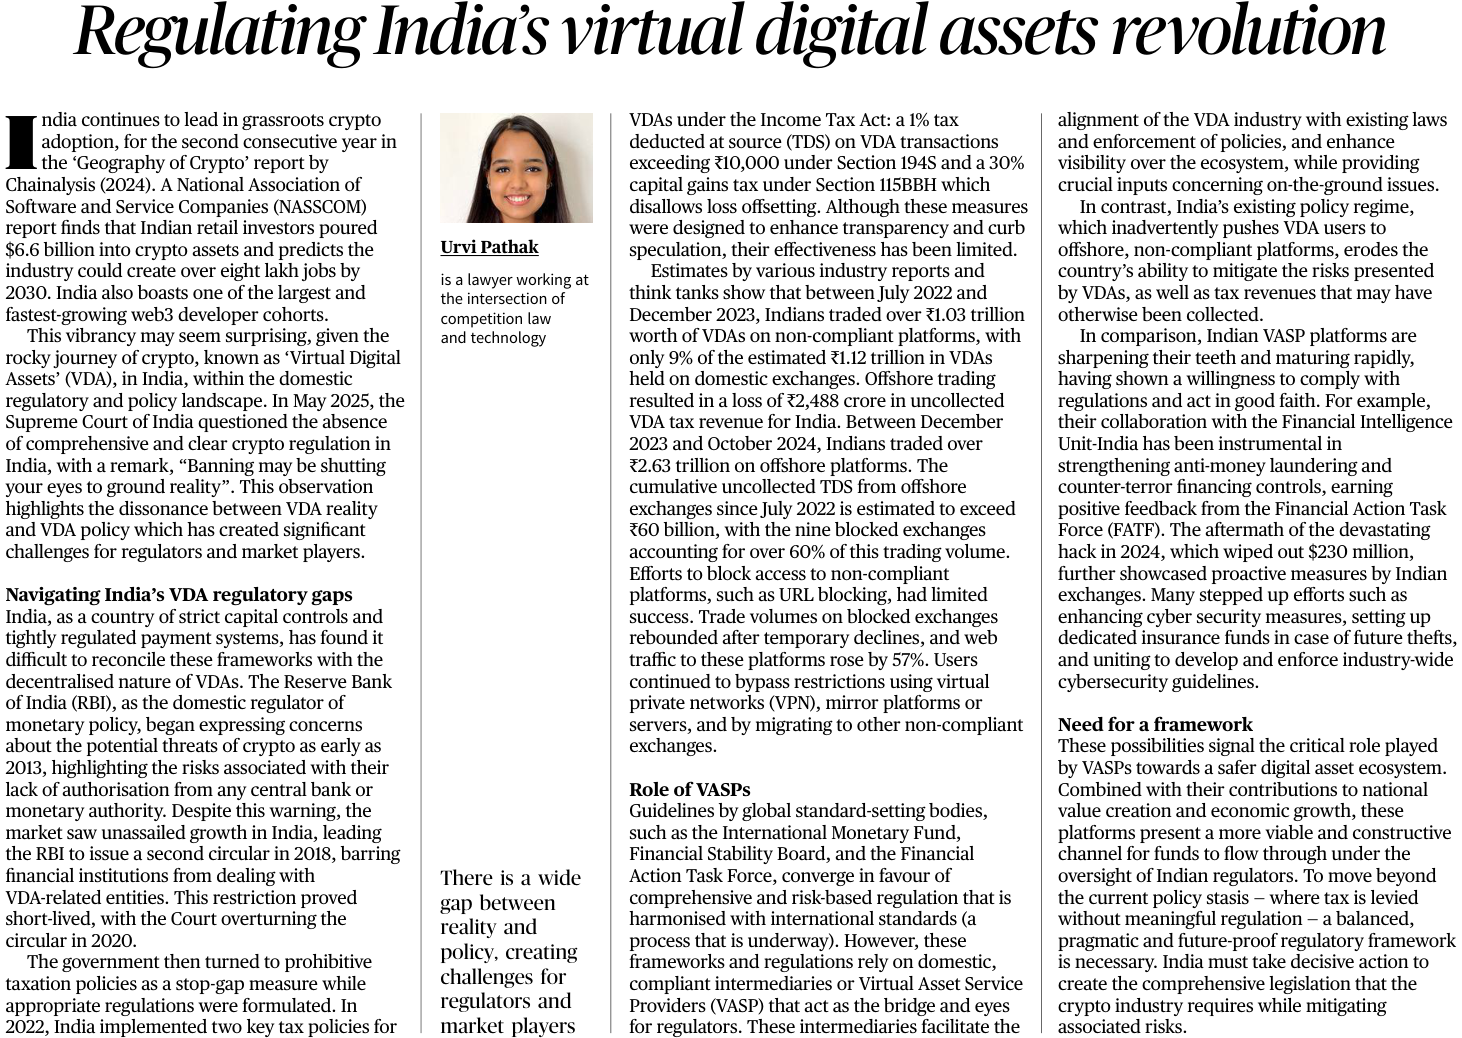 Regulating India’s virtual digital assets revolution
India continues to lead in grassroots crypto
adoption, for the second consecutive year in
the ‘Geography of Crypto’ report by
Chainalysis (2024). A National Association of
Software and Service Companies (NASSCOM)
report finds that Indian retail investors poured
$6.6 billion into crypto assets and predicts the
industry could create over eight lakh jobs by
2030. India also boasts one of the largest and
fastest-growing web3 developer cohorts.
This vibrancy may seem surprising, given the
rocky journey of crypto, known as ‘Virtual Digital
Assets’ (VDA), in India, within the domestic
regulatory and policy landscape. In May 2025, the
Supreme Court of India questioned the absence
of comprehensive and clear crypto regulation in
India, with a remark, “Banning may be shutting
your eyes to ground reality”. This observation
highlights the dissonance between VDA reality
and VDA policy which has created significant
challenges for regulators and market players.
Navigating India’s VDA regulatory gaps
India, as a country of strict capital controls and
tightly regulated payment systems, has found it
difficult to reconcile these frameworks with the
decentralised nature of VDAs. The Reserve Bank
of India (RBI), as the domestic regulator of
monetary policy, began expressing concerns
about the potential threats of crypto as early as
2013, highlighting the risks associated with their
lack of authorisation from any central bank or
monetary authority. Despite this warning, the
market saw unassailed growth in India, leading
the RBI to issue a second circular in 2018, barring
financial institutions from dealing with
VDA-related entities. This restriction proved
short-lived, with the Court overturning the
circular in 2020.
The government then turned to prohibitive
taxation policies as a stop-gap measure while
appropriate regulations were formulated. In
2022, India implemented two key tax policies for
Urvi Pathak
is a lawyer working at
the intersection of
competition law
and technology
There is a wide
gap between
reality and
policy, creating
challenges for
regulators and
market players
VDAs under the Income Tax Act: a 1% tax
deducted at source (TDS) on VDA transactions
exceeding ₹10,000 under Section 194S and a 30%
capital gains tax under Section 115BBH which
disallows loss offsetting. Although these measures
were designed to enhance transparency and curb
speculation, their effectiveness has been limited.
Estimates by various industry reports and
think tanks show that between July 2022 and
December 2023, Indians traded over ₹1.03 trillion
worth of VDAs on non-compliant platforms, with
only 9% of the estimated ₹1.12 trillion in VDAs
held on domestic exchanges. Offshore trading
resulted in a loss of ₹2,488 crore in uncollected
VDA tax revenue for India. Between December
2023 and October 2024, Indians traded over
₹2.63 trillion on offshore platforms. The
cumulative uncollected TDS from offshore
exchanges since July 2022 is estimated to exceed
₹60 billion, with the nine blocked exchanges
accounting for over 60% of this trading volume.
Efforts to block access to non-compliant
platforms, such as URL blocking, had limited
success. Trade volumes on blocked exchanges
rebounded after temporary declines, and web
traffic to these platforms rose by 57%. Users
continued to bypass restrictions using virtual
private networks (VPN), mirror platforms or
servers, and by migrating to other non-compliant
exchanges.
Role of VASPs
Guidelines by global standard-setting bodies,
such as the International Monetary Fund,
Financial Stability Board, and the Financial
Action Task Force, converge in favour of
comprehensive and risk-based regulation that is
harmonised with international standards (a
process that is underway). However, these
frameworks and regulations rely on domestic,
compliant intermediaries or Virtual Asset Service
Providers (VASP) that act as the bridge and eyes
for regulators. These intermediaries facilitate the
alignment of the VDA industry with existing laws
and enforcement of policies, and enhance
visibility over the ecosystem, while providing
crucial inputs concerning on-the-ground issues.
In contrast, India’s existing policy regime,
which inadvertently pushes VDA users to
offshore, non-compliant platforms, erodes the
country’s ability to mitigate the risks presented
by VDAs, as well as tax revenues that may have
otherwise been collected.
In comparison, Indian VASP platforms are
sharpening their teeth and maturing rapidly,
having shown a willingness to comply with
regulations and act in good faith. For example,
their collaboration with the Financial Intelligence
Unit-India has been instrumental in
strengthening anti-money laundering and
counter-terror financing controls, earning
positive feedback from the Financial Action Task
Force (FATF). The aftermath of the devastating
hack in 2024, which wiped out $230 million,
further showcased proactive measures by Indian
exchanges. Many stepped up efforts such as
enhancing cyber security measures, setting up
dedicated insurance funds in case of future thefts,
and uniting to develop and enforce industry-wide
cybersecurity guidelines.
Need for a framework
These possibilities signal the critical role played
by VASPs towards a safer digital asset ecosystem.
Combined with their contributions to national
value creation and economic growth, these
platforms present a more viable and constructive
channel for funds to flow through under the
oversight of Indian regulators. To move beyond
the current policy stasis – where tax is levied
without meaningful regulation – a balanced,
pragmatic and future-proof regulatory framework
is necessary. India must take decisive action to
create the comprehensive legislation that the
crypto industry requires while mitigating
associated risks.